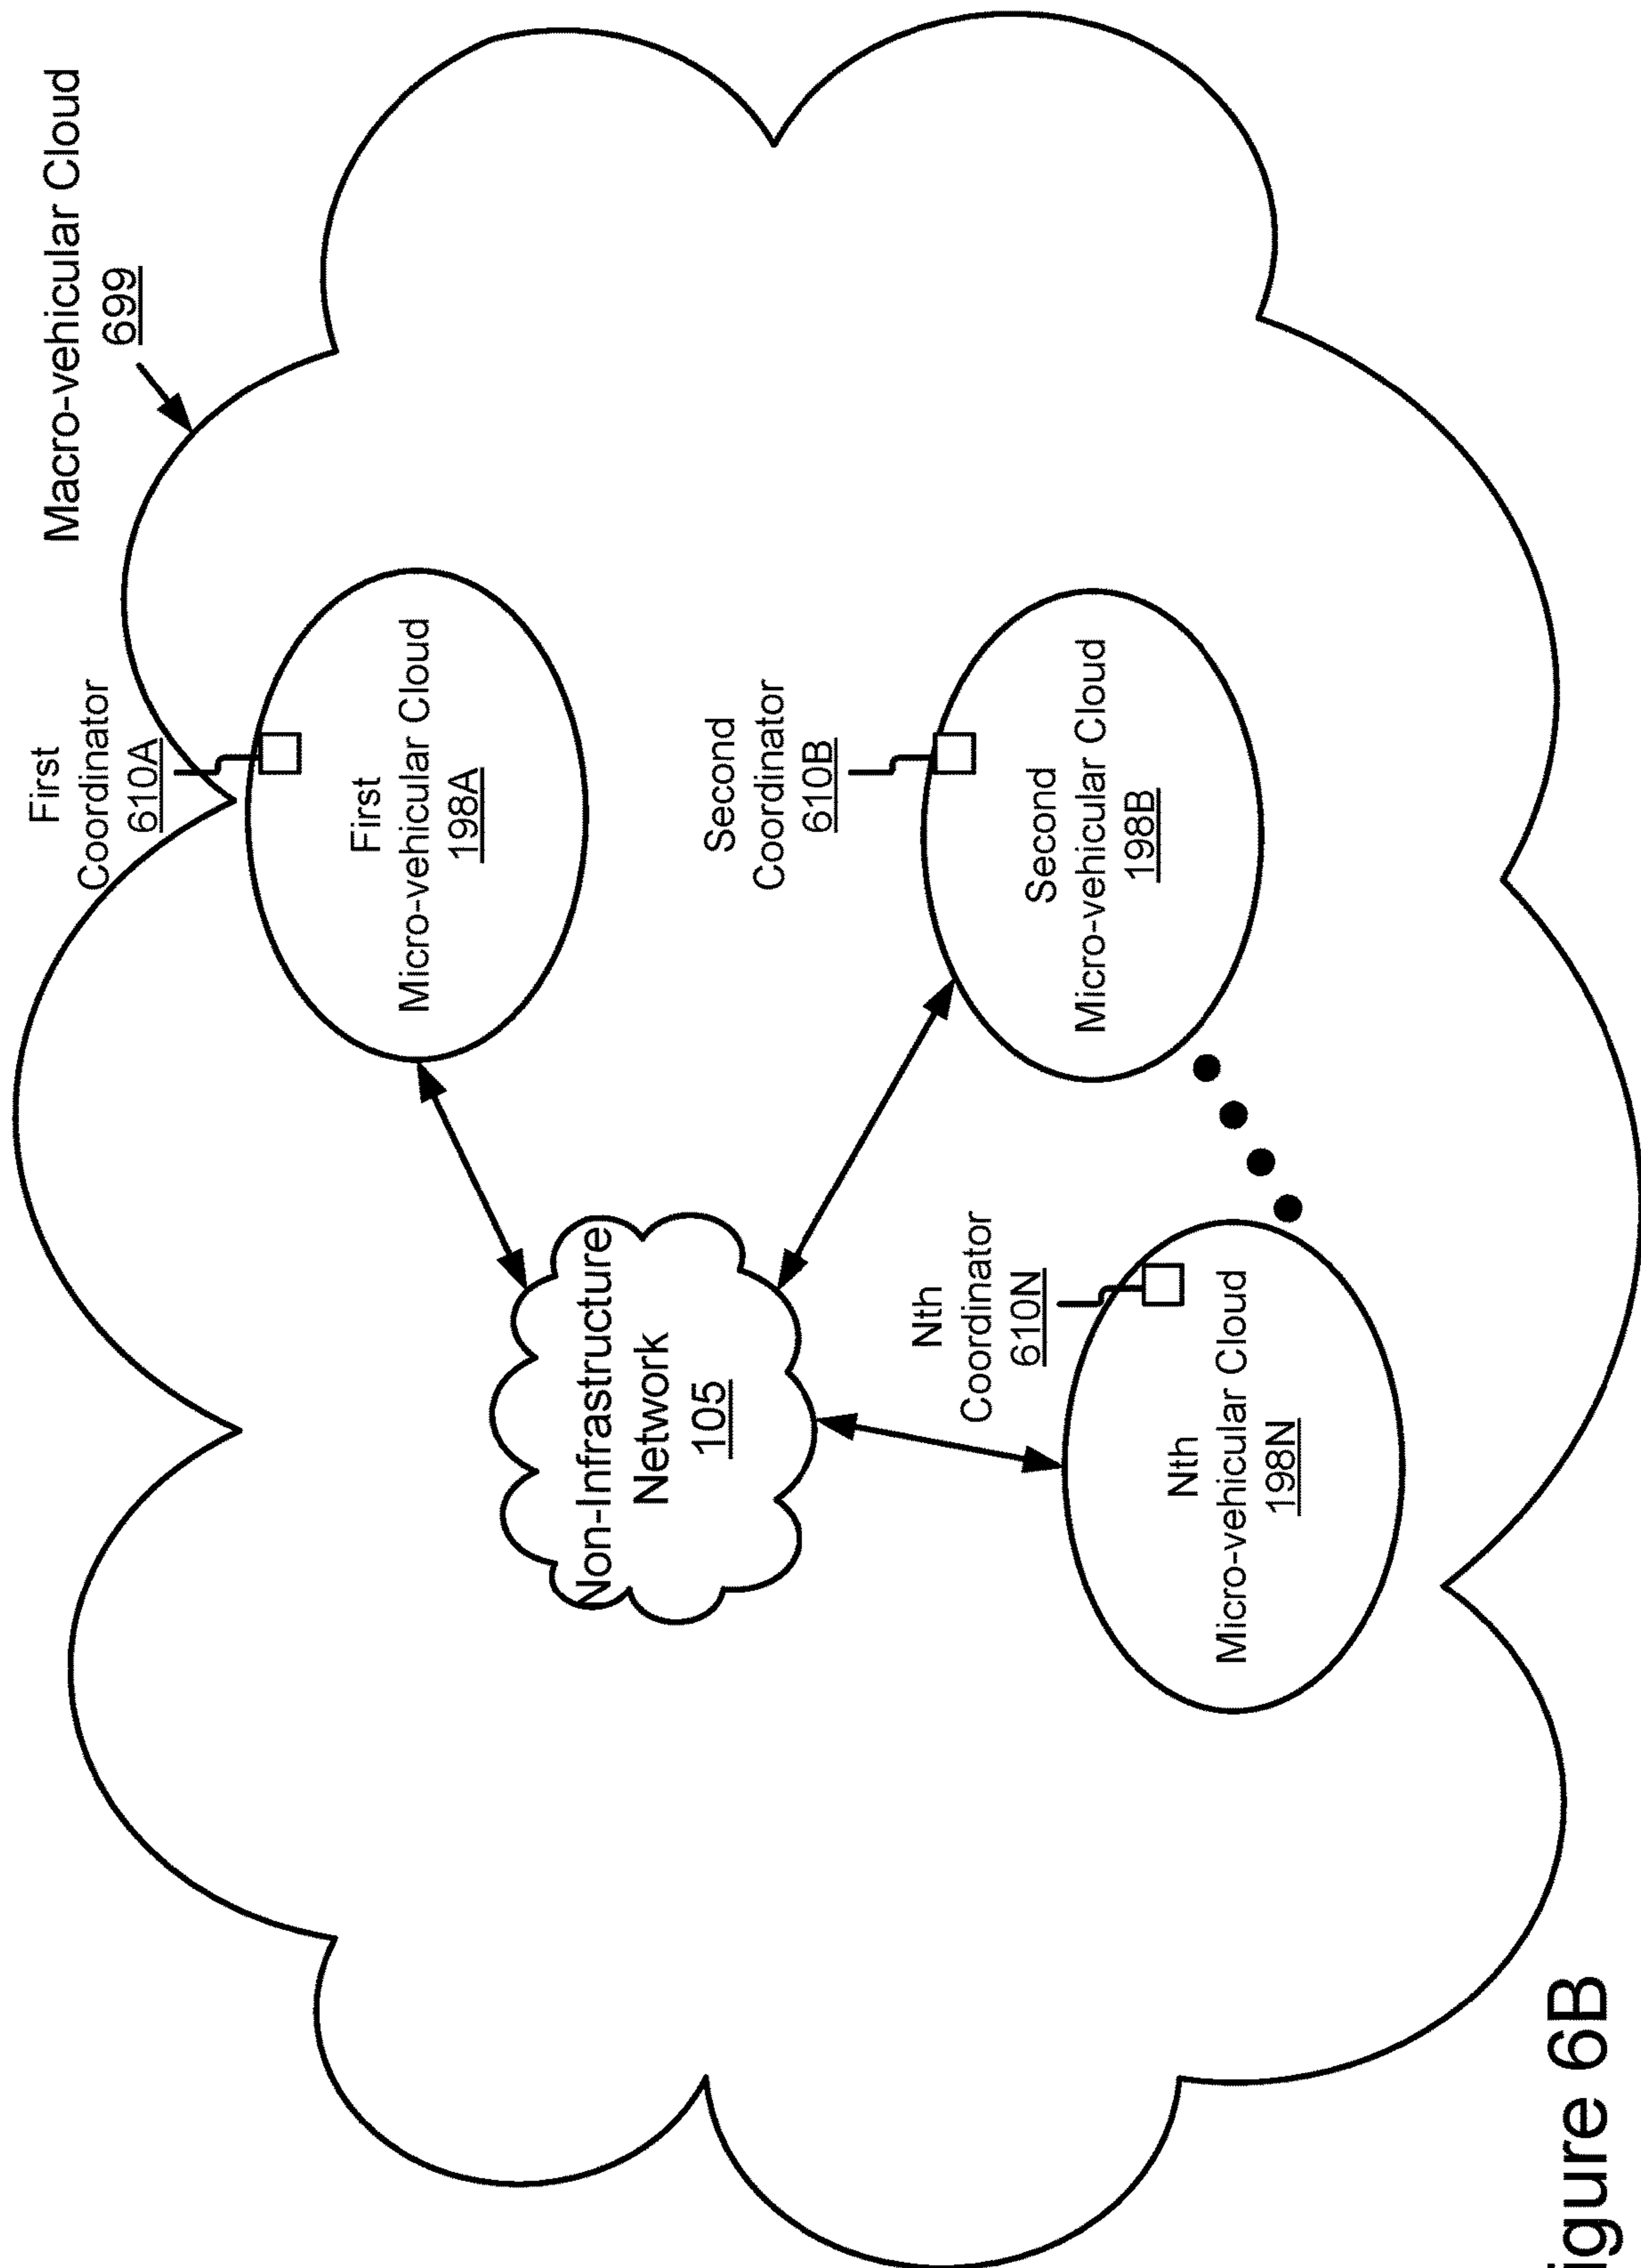 Macro-vehicular Cloud
699
First
Coordinator
610A
First
Micro-vehicular Cloud
198A
Second
Coordinator
610B
Second
Micro-vehicular Cloud
198B
Non-Infrastructure
Network
105
Nth
Coordinator
610N
Nth
Micro-vehicular Cloud
198N
igure 6B